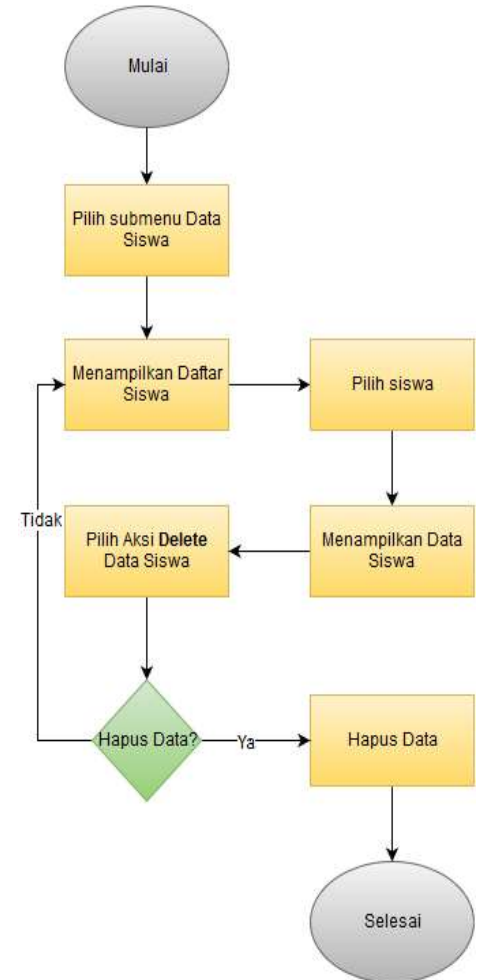 Mulai
Pilih submenu Data
Siswa
Menampilkan Daftar
Siswa
Pilih siswa
Menampilkan Data
Siswa
Pilih Aksi Delete
Data Siswa
Tidak
Hapus Data?
Ya
Hapus Data
Selesai